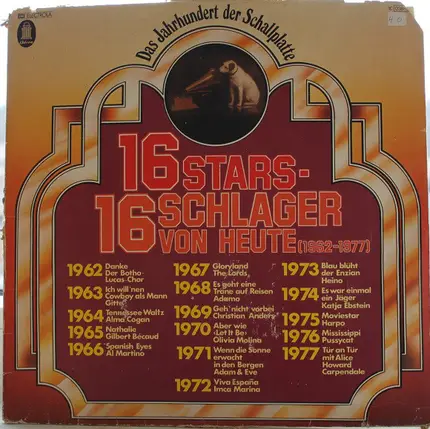 EMI ELECTROLA
Das Jahrhundert der Schallplatte
16 STARS-
16 SCHLAGER
VON HEUTE (1962-1977)
1962 Danke
Der Botho-
Lucas-Chor
1963 Ich will'nen
Cowboy als Mann
Gitte
1964 Tennessee Waltz
Alma Cogan
1965 Nathalie
Gilbert Bécaud
1966 Spanish Eyes
Al Martino
1967 Gloryland
The Lords
1968 Es geht eine
Träne auf Reisen
Adamo
1969 Geh' nicht vorbei
Christian Anders
1970 Aber wie
‹Let It Be›
Olivia Molina
1971 Wenn die Sonne
erwacht
in den Bergen
Adam & Eve
1972 Viva España
Imca Marina
1973 Blau blüht
der Enzian
Heino
1974 Es war einmal
ein Jäger
Katja Ebstein
1975 Moviestar
Harpo
1976 Mississippi
Pussycat
1977 Tür an Tür
mit Alice
Howard
Carpendale